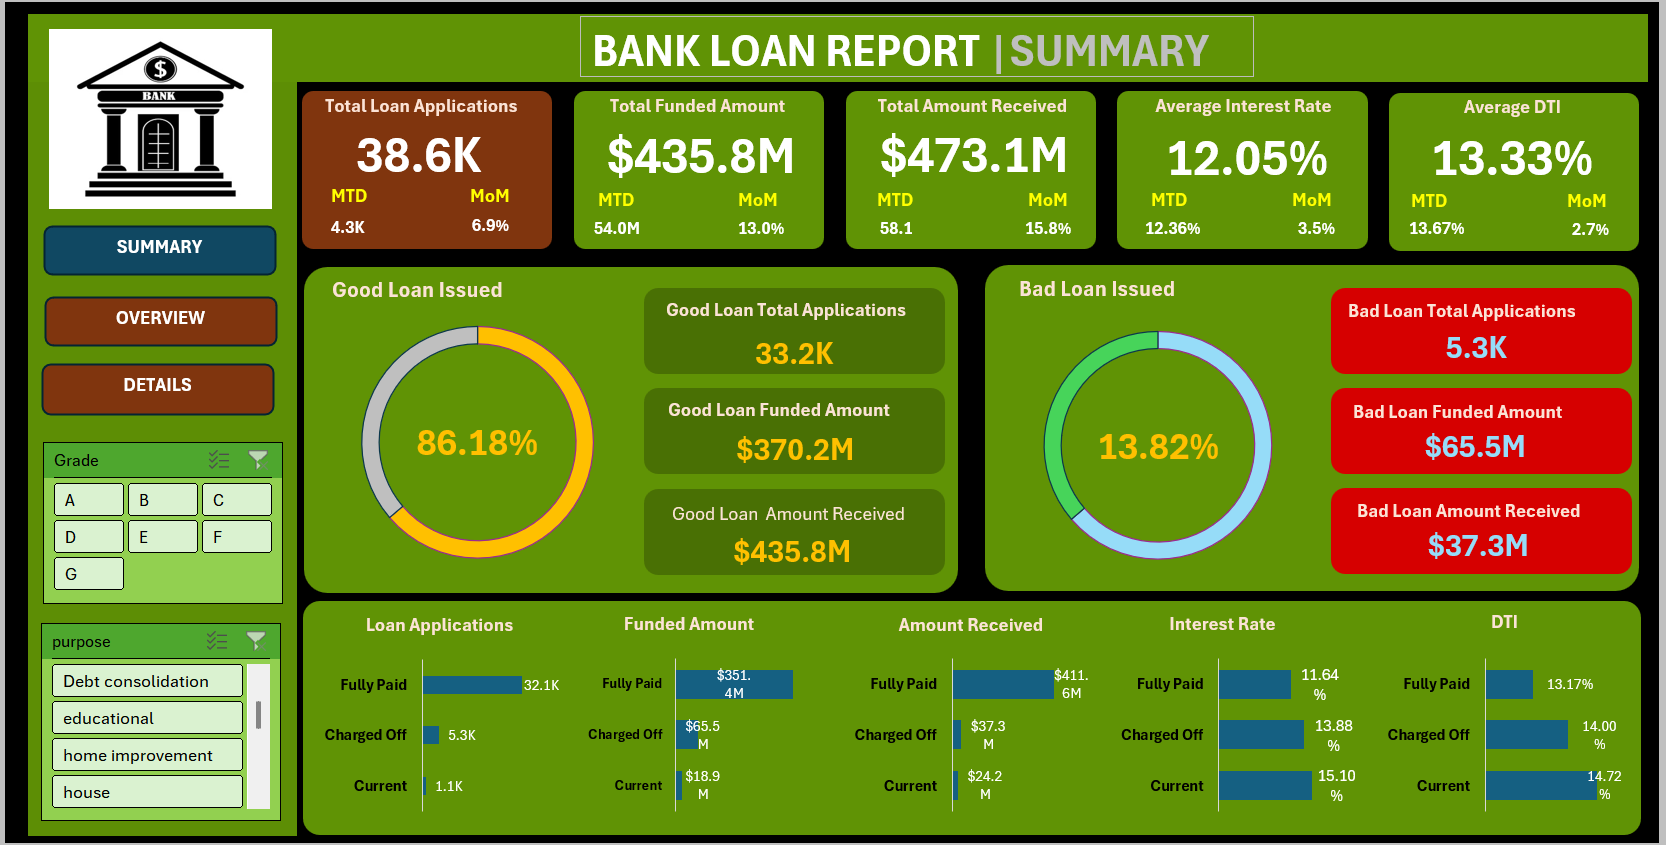 BANK LOAN REPORT |SUMMARY
$
BANK
SUMMARY
OVERVIEW
DETAILS
Grade
A B C
D E F
G
purpose
Debt consolidation
educational
home improvement
house
Total Loan Applications
38.6K
MTD MoM
4.3K 6.9%
Total Funded Amount
$435.8M
MTD MoM
54.0M 13.0%
Total Amount Received
$473.1M
MTD MoM
58.1 15.8%
Average Interest Rate
12.05%
MTD MoM
12.36% 3.5%
Average DTI
13.33%
MTD MoM
13.67% 2.7%
Good Loan Issued
86.18%
Good Loan Total Applications
33.2K
Good Loan Funded Amount
$370.2M
Good Loan  Amount Received
$435.8M
Bad Loan Issued
13.82%
Bad Loan Total Applications
5.3K
Bad Loan Funded Amount
$65.5M
Bad Loan Amount Received
$37.3M
Loan Applications
Fully Paid 32.1K
Charged Off 5.3K
Current 1.1K
Funded Amount
Fully Paid $351.
4M
Charged Off $65.5
M
Current $18.9
M
Amount Received
Fully Paid $411.
6M
Charged Off $37.3
M
Current $24.2
M
Interest Rate
Fully Paid 11.64
%
Charged Off 13.88
%
Current 15.10
%
DTI
Fully Paid 13.17%
Charged Off 14.00
%
Current 14.72
%